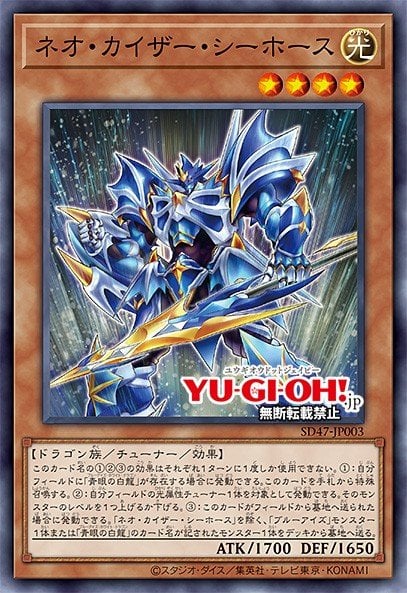 ネオ・カイザー・シーホース
光
ユウギオウドットジェイピー
YU-GI-OH!.jp
無断転載禁止
SD47-JP003
【ドラゴン族／チューナー／効果】
このカード名の①②③の効果はそれぞれ1ターンに1度しか使用できない。①：自分
フィールドに「青眼の白龍」が存在する場合に発動できる。このカードを手札から特殊
召喚する。②：自分フィールドの光属性チューナー1体を対象として発動できる。そのモン
スターのレベルを1つ上げるか下げる。③：このカードがフィールドから墓地へ送られた
場合に発動できる。「ネオ・カイザー・シーホース」を除く、「ブルーアイズ」モンスター
1体または「青眼の白龍」のカード名が記されたモンスター1体をデッキから墓地へ送る。
ATK/1700 DEF/1650
©スタジオ・ダイス／集英社・テレビ東京・KONAMI